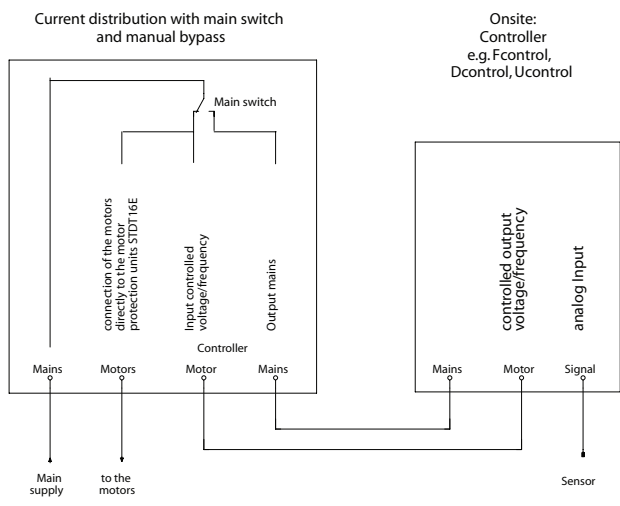 Current distribution with main switch
and manual bypass
Onsite:
Controller
e.g. Fcontrol,
Dcontrol, Ucontrol
Main switch
connection of the motors
directly to the motor
protection units STDT16E
Input controlled
voltage/frequency
Output mains
controlled output
voltage/frequency
analog Input
Controller
Mains
Motors
Motor
Mains
Mains
Motor
Signal
Main
supply
to the
motors
Sensor